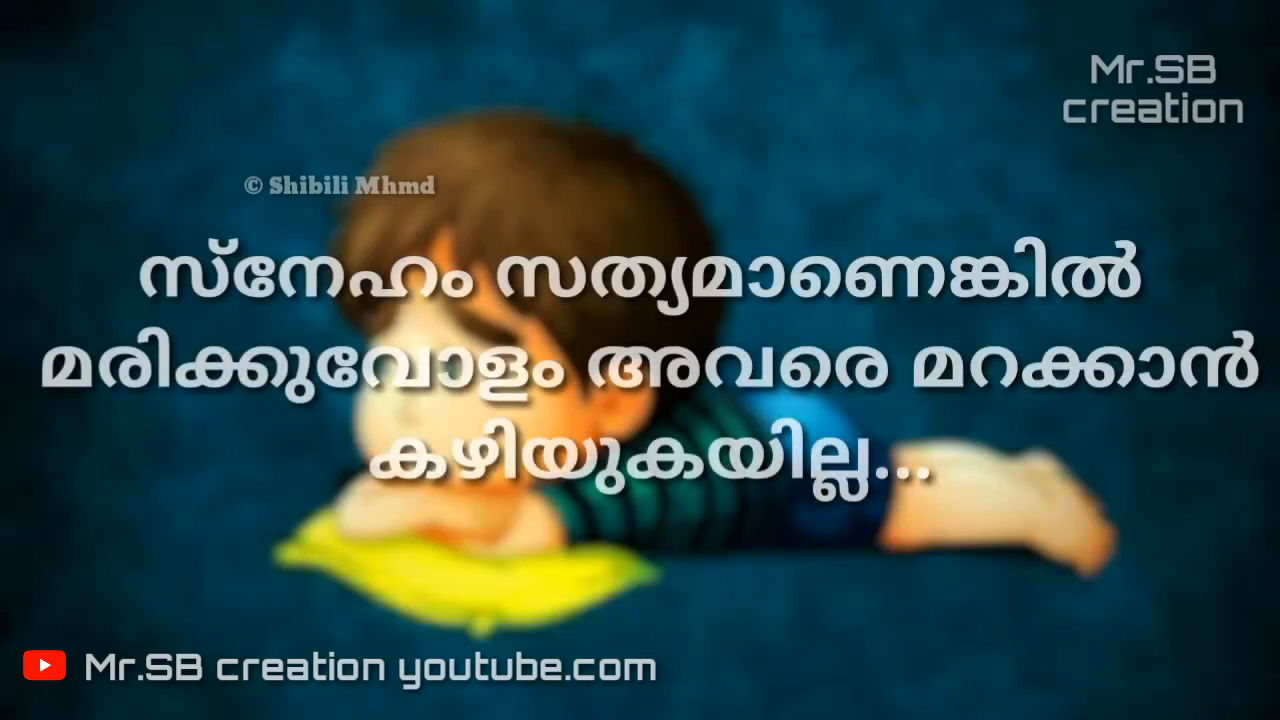 Mr.SB
creation
© Shibili Mhmd
സ്നേഹം സത്യമാണെങ്കിൽ
മരിക്കുവോളം അവരെ മറക്കാൻ
കഴിയുകയില്ല...
Mr.SB creation youtube.com